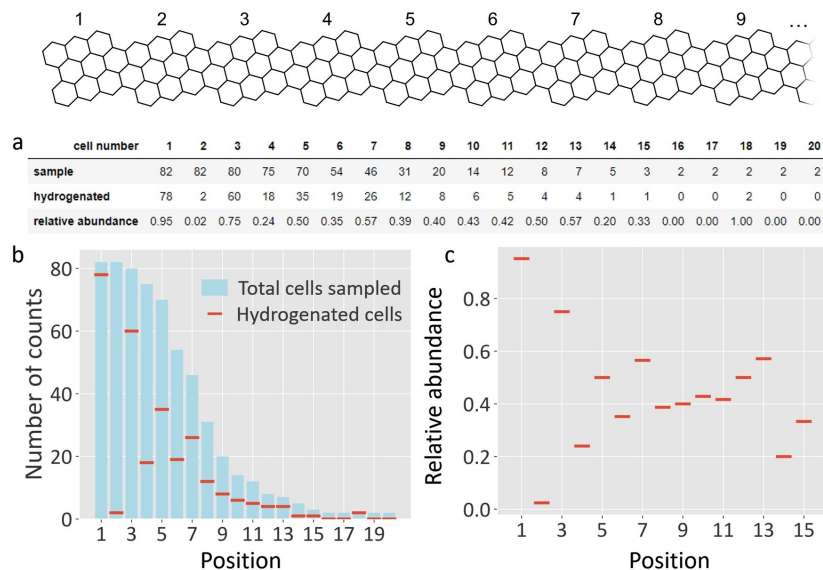 1 2 3 4 5 6 7 8 9 ...
a
cell number 1 2 3 4 5 6 7 8 9 10 11 12 13 14 15 16 17 18 19 20
sample 82 82 80 75 70 54 46 31 20 14 12 8 7 5 3 2 2 2 2 2
hydrogenated 78 2 60 18 35 19 26 12 8 6 5 4 4 1 1 0 0 2 0 0
relative abundance 0.95 0.02 0.75 0.24 0.50 0.35 0.57 0.39 0.40 0.43 0.42 0.50 0.57 0.20 0.33 0.00 0.00 1.00 0.00 0.00
b
Number of counts
80
60
40
20
0
Total cells sampled
Hydrogenated cells
1 3 5 7 9 11 13 15 17 19
Position
c
Relative abundance
0.8
0.6
0.4
0.2
0.0
1 3 5 7 9 11 13 15
Position